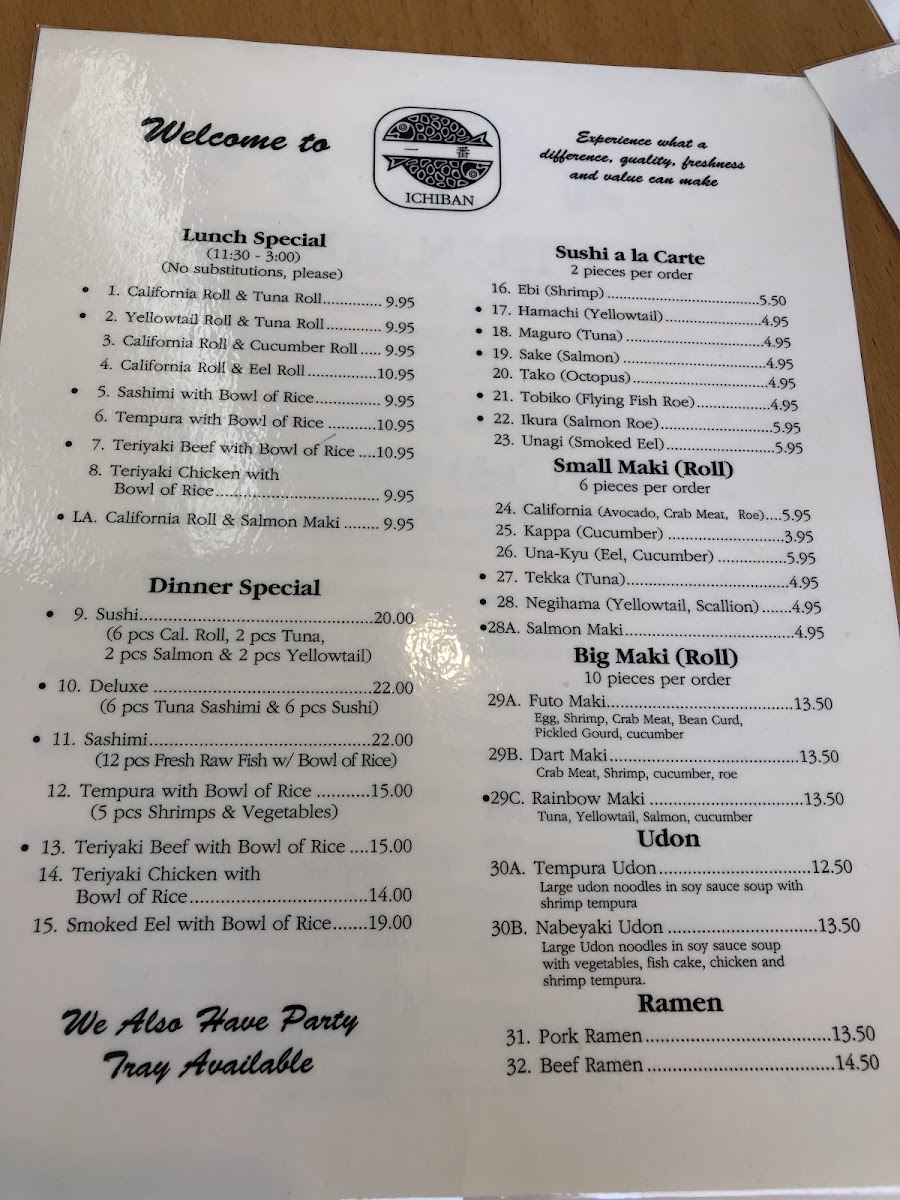 Welcome to
一 番
ICHIBAN
Experience what a
difference, quality, freshness
and value can make
Lunch Special
(11:30 - 3:00)
(No substitutions, please)
• 1. California Roll & Tuna Roll............. 9.95
• 2. Yellowtail Roll & Tuna Roll............. 9.95
3. California Roll & Cucumber Roll ..... 9.95
4. California Roll & Eel Roll ...............10.95
• 5. Sashimi with Bowl of Rice.............. 9.95
6. Tempura with Bowl of Rice ...........10.95
• 7. Teriyaki Beef with Bowl of Rice ....10.95
8. Teriyaki Chicken with
Bowl of Rice................................... 9.95
• LA. California Roll & Salmon Maki ........ 9.95
Dinner Special
• 9. Sushi................................................20.00
(6 pcs Cal. Roll, 2 pcs Tuna,
2 pcs Salmon & 2 pcs Yellowtail)
• 10. Deluxe ............................................22.00
(6 pcs Tuna Sashimi & 6 pcs Sushi)
• 11. Sashimi.............................................22.00
(12 pcs Fresh Raw Fish w/ Bowl of Rice)
12. Tempura with Bowl of Rice ...........15.00
(5 pcs Shrimps & Vegetables)
• 13. Teriyaki Beef with Bowl of Rice ....15.00
14. Teriyaki Chicken with
Bowl of Rice...................................14.00
15. Smoked Eel with Bowl of Rice.......19.00
We Also Have Party
Tray Available
Sushi a la Carte
2 pieces per order
16. Ebi (Shrimp) ...................................5.50
• 17. Hamachi (Yellowtail)......................4.95
• 18. Maguro (Tuna)................................4.95
• 19. Sake (Salmon) ................................4.95
20. Tako (Octopus)...............................4.95
• 21. Tobiko (Flying Fish Roe).................4.95
• 22. Ikura (Salmon Roe)..........................5.95
23. Unagi (Smoked Eel).........................5.95
Small Maki (Roll)
6 pieces per order
24. California (Avocado, Crab Meat, Roe)....5.95
25. Kappa (Cucumber) ..........................3.95
26. Una-Kyu (Eel, Cucumber) ...............5.95
• 27. Tekka (Tuna)....................................4.95
• 28. Negihama (Yellowtail, Scallion).......4.95
•28A. Salmon Maki.....................................4.95
Big Maki (Roll)
10 pieces per order
29A. Futo Maki........................................13.50
Egg, Shrimp, Crab Meat, Bean Curd,
Pickled Gourd, cucumber
29B. Dart Maki.........................................13.50
Crab Meat, Shrimp, cucumber, roe
•29C. Rainbow Maki .................................13.50
Tuna, Yellowtail, Salmon, cucumber
Udon
30A. Tempura Udon.................................12.50
Large udon noodles in soy sauce soup with
shrimp tempura
30B. Nabeyaki Udon ................................13.50
Large Udon noodles in soy sauce soup
with vegetables, fish cake, chicken and
shrimp tempura.
Ramen
31. Pork Ramen......................................13.50
32. Beef Ramen ......................................14.50